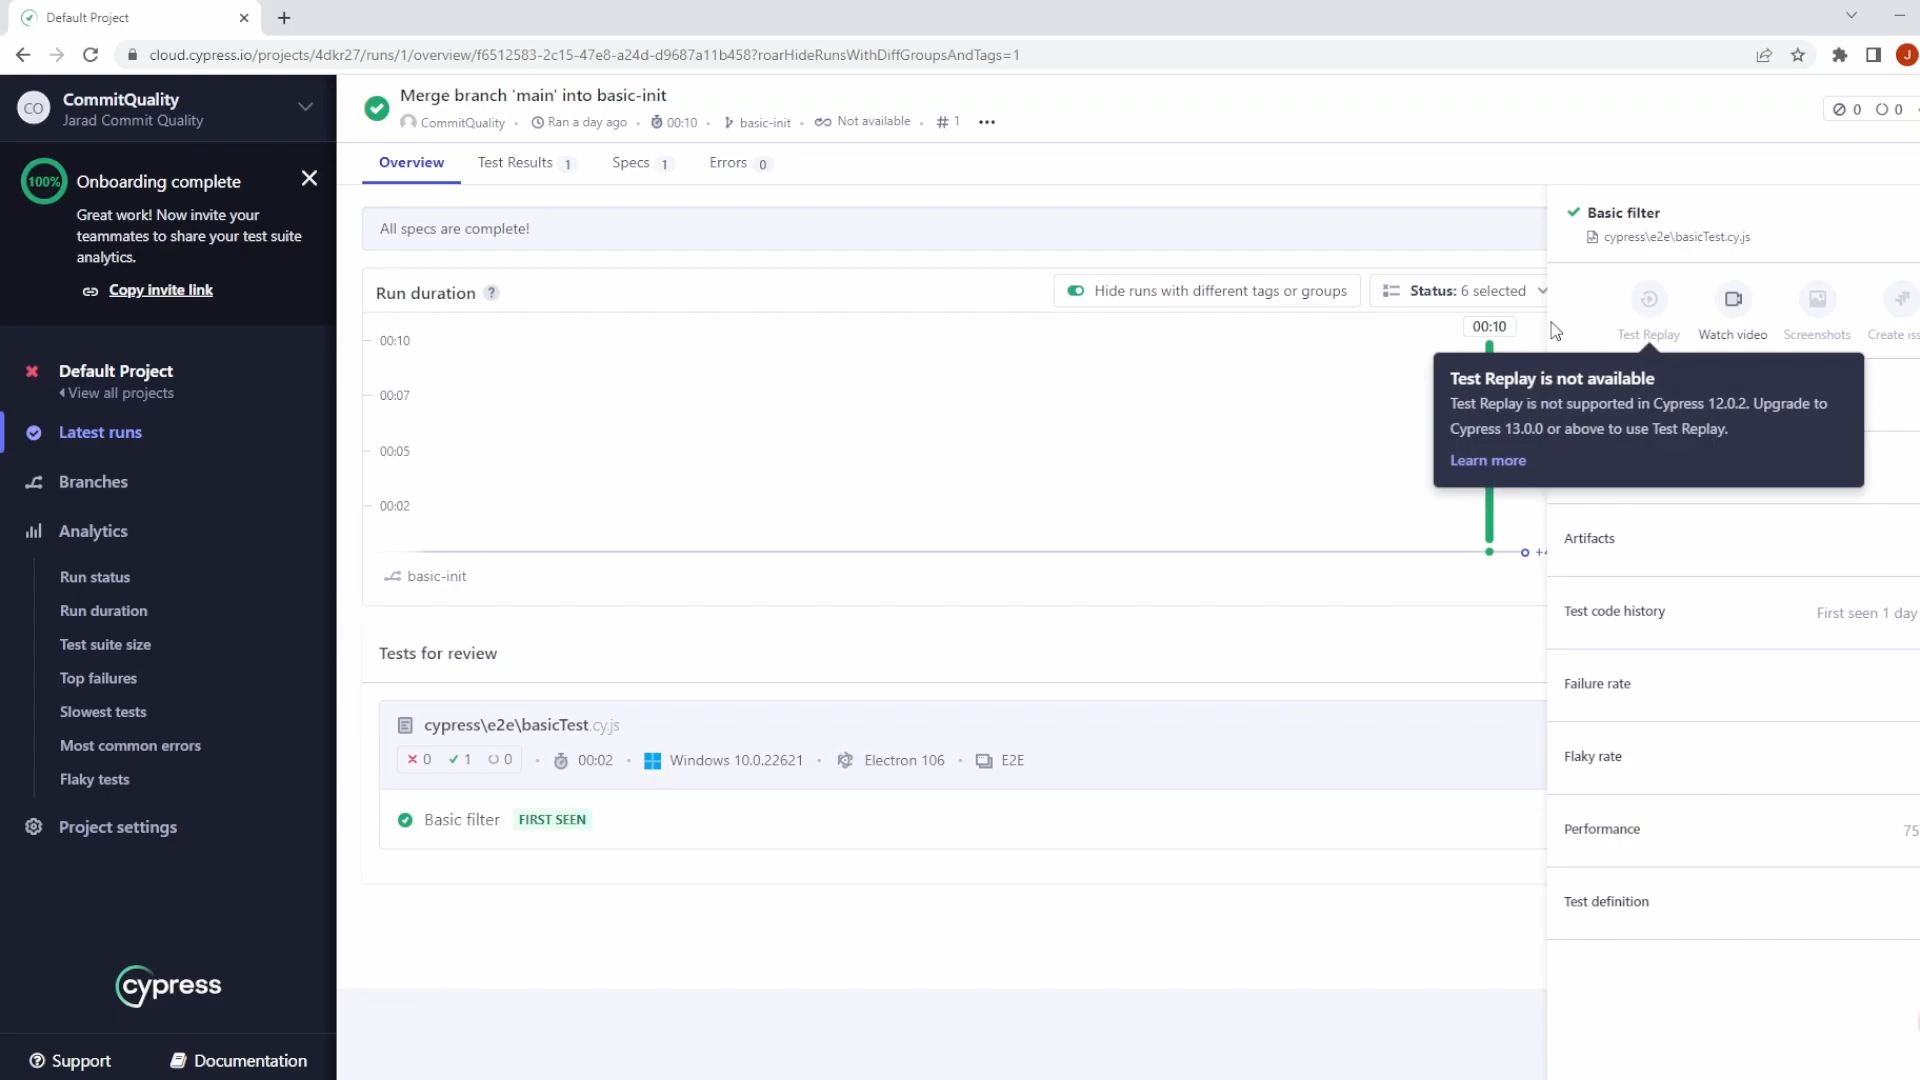 Default Project
cloud.cypress.io/projects/4dkr27/runs/1/overview/f6512583-2c15-47e8-a24d-d9687a11b458?roarHideRunsWithDiffGroupsAndTags=1
J
CO
CommitQuality
Jarad Commit Quality
100%
Onboarding complete
Great work! Now invite your
teammates to share your test suite
analytics.
Copy invite link
Default Project
View all projects
Latest runs
Branches
Analytics
Run status
Run duration
Test suite size
Top failures
Slowest tests
Most common errors
Flaky tests
Project settings
cypress
Support
Documentation
Merge branch 'main' into basic-init
CommitQuality
Ran a day ago
00:10
basic-init
Not available
# 1
0 0
Overview
Test Results 1
Specs 1
Errors 0
All specs are complete!
Run duration ?
Hide runs with different tags or groups
Status: 6 selected
00:10
00:10
00:07
00:05
00:02
basic-init
Tests for review
cypress\e2e\basicTest.cy.js
0 1 0
00:02
Windows 10.0.22621
Electron 106
E2E
Basic filter
FIRST SEEN
Basic filter
cypress\e2e\basicTest.cy.js
Test Replay
Watch video
Screenshots
Create iss
Test Replay is not available
Test Replay is not supported in Cypress 12.0.2. Upgrade to
Cypress 13.0.0 or above to use Test Replay.
Learn more
Artifacts
Test code history
First seen 1 day
Failure rate
Flaky rate
Performance
75
Test definition